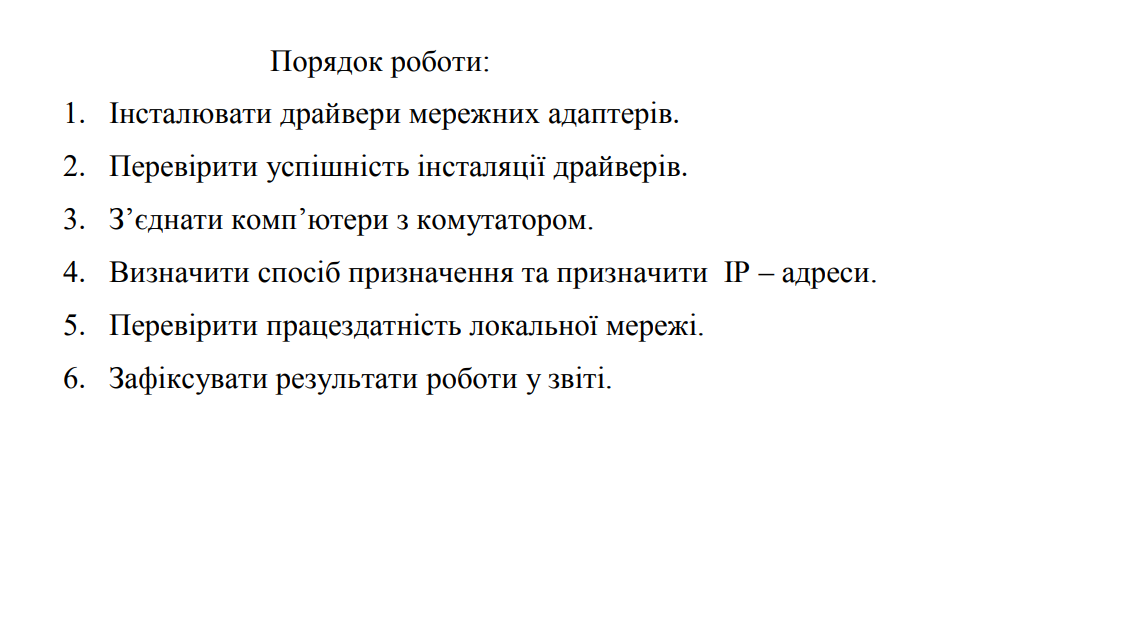 Порядок роботи:
1. Інсталювати драйвери мережних адаптерів.
2. Перевірити успішність інсталяції драйверів.
3. З’єднати комп’ютери з комутатором.
4. Визначити спосіб призначення та призначити  IP – адреси.
5. Перевірити працездатність локальної мережі.
6. Зафіксувати результати роботи у звіті.